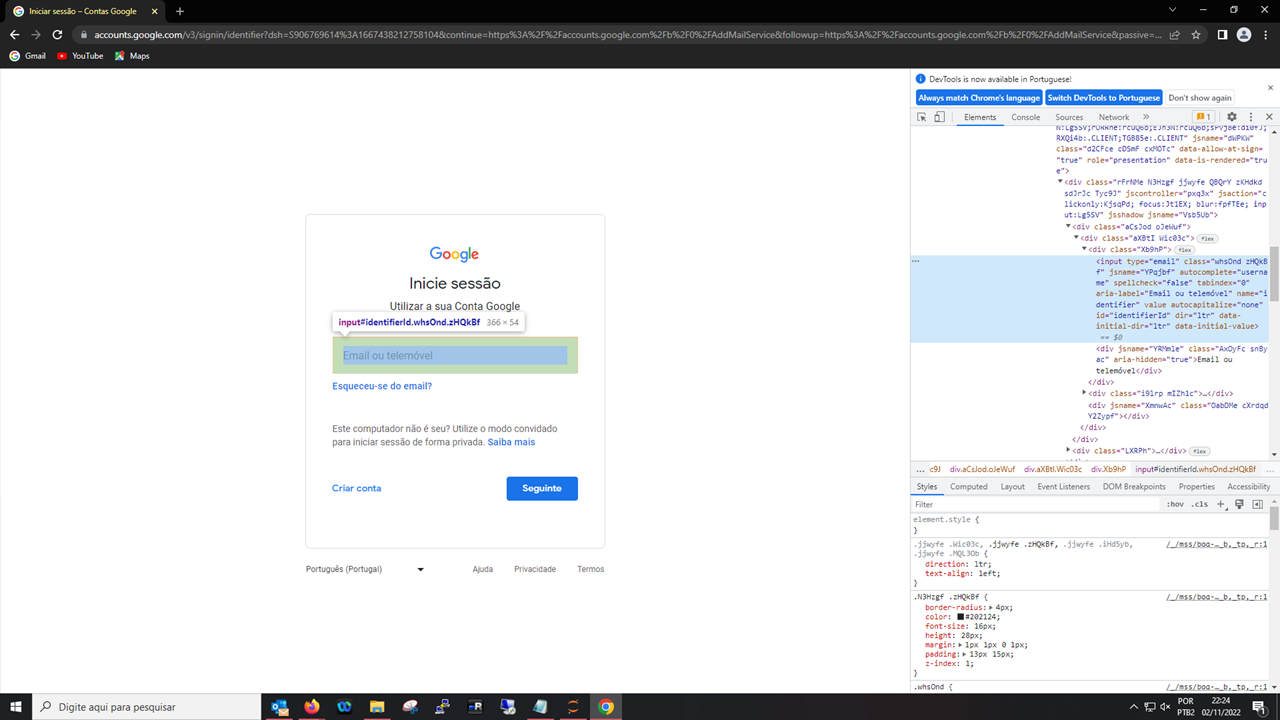 Iniciar sessão – Contas Google
accounts.google.com/v3/signin/identifier?dsh=S906769614%3A1667438212758104&continue=https%3A%2F%2Faccounts.google.com%2Fb%2F0%2FAddMailService&followup=https%3A%2F%2Faccounts.google.com%2Fb%2F0%2FAddMailService&passive=...
Gmail YouTube Maps
Google
Inicie sessão
Utilizar a sua Conta Google
input#identifierId.whsOnd.zHQkBf 366 × 54
Email ou telemóvel
Esqueceu-se do email?
Este computador não é seu? Utilize o modo convidado
para iniciar sessão de forma privada. Saiba mais
Criar conta Seguinte
Português (Portugal) Ajuda Privacidade Termos
DevTools is now available in Portuguese!
Always match Chrome's language Switch DevTools to Portuguese Don't show again
Elements Console Sources Network » 1
RXQi4b:.CLIENT;TGB85e:.CLIENT" jsname="dWPKW"
class="d2CFce cDSmF cxMOTc" data-allow-at-sign=
"true" role="presentation" data-is-rendered="tru
e">
<div class="rFrNMe N3Hzgf jjwyfe QBQrY zKHdkd
sdJrJc Tyc9J" jscontroller="pxq3x" jsaction="c
lickonly:KjsqPd; focus:Jt1EX; blur:fpfTEe; inp
ut:Lg5SV" jsshadow jsname="Vsb5Ub">
<div class="aCsJod oJeWuf">
<div class="aXBtI Wic03c"> flex
<div class="Xb9hP"> flex
<input type="email" class="whsOnd zHQkB
f" jsname="YPqjbf" autocomplete="userna
me" spellcheck="false" tabindex="0"
aria-label="Email ou telemóvel" name="i
dentifier" value autocapitalize="none"
id="identifierId" dir="ltr" data-
initial-dir="ltr" data-initial-value>
== $0
<div jsname="YRMmle" class="AxOyFc snBy
ac" aria-hidden="true">Email ou
telemóvel</div>
</div>
<div class="i9lrp mIZh1c">…</div>
<div jsname="XmnwAc" class="OabDMe cXrdqd
Y2Zypf"></div>
</div>
</div>
<div class="LXRPh">…</div> flex
... c9J div.aCsJod.oJeWuf div.aXBtI.Wic03c div.Xb9hP input#identifierId.whsOnd.zHQkBf ...
Styles Computed Layout Event Listeners DOM Breakpoints Properties Accessibility
Filter :hov .cls +
element.style {
}
.jjwyfe .Wic03c, .jjwyfe .zHQkBf, .jjwyfe .iHd5yb, /_/mss/boq-…_b,_tp,_r:1
.jjwyfe .MQL3Ob {
direction: ltr;
text-align: left;
}
.N3Hzgf .zHQkBf { /_/mss/boq-…_b,_tp,_r:1
border-radius: 4px;
color: #202124;
font-size: 16px;
height: 28px;
margin: 1px 1px 0 1px;
padding: 13px 15px;
z-index: 1;
}
.whsOnd { /_/mss/boq-…_b,_tp,_r:1
Digite aqui para pesquisar
POR 22:24
PTB2 02/11/2022 1